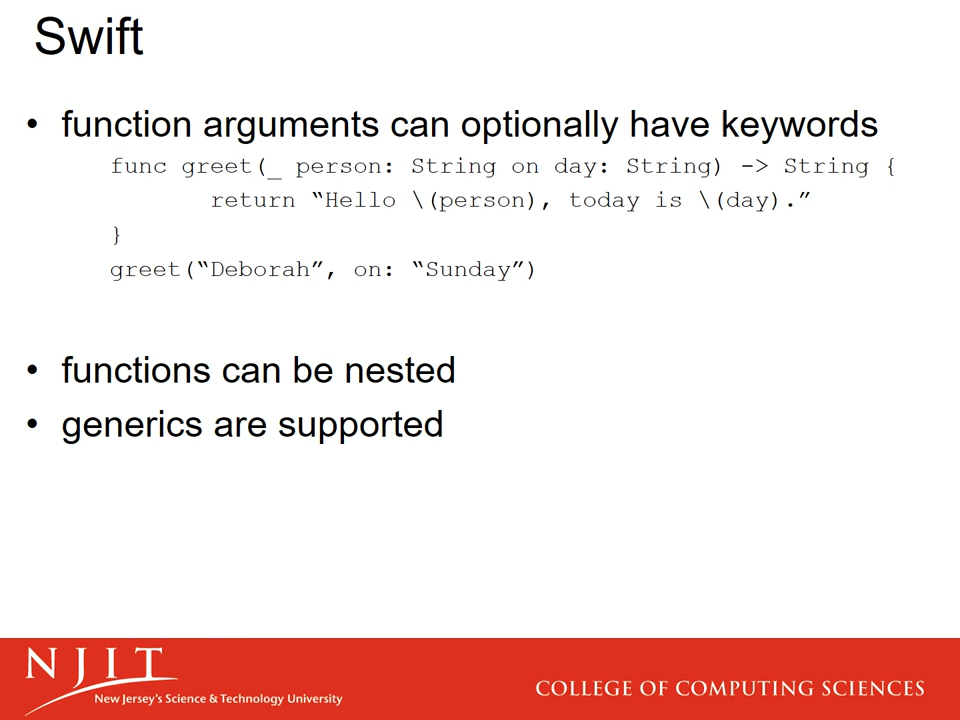 Swift
• function arguments can optionally have keywords
func greet(_ person: String on day: String) -> String {
return “Hello \(person), today is \(day).”
}
greet(“Deborah”, on: “Sunday”)
• functions can be nested
• generics are supported
NJIT
New Jersey's Science & Technology University
COLLEGE OF COMPUTING SCIENCES